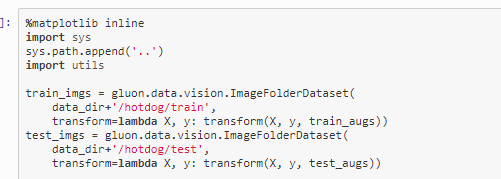 ]: %matplotlib inline
import sys
sys.path.append('..')
import utils

train_imgs = gluon.data.vision.ImageFolderDataset(
    data_dir+'/hotdog/train',
    transform=lambda X, y: transform(X, y, train_augs))
test_imgs = gluon.data.vision.ImageFolderDataset(
    data_dir+'/hotdog/test',
    transform=lambda X, y: transform(X, y, test_augs))